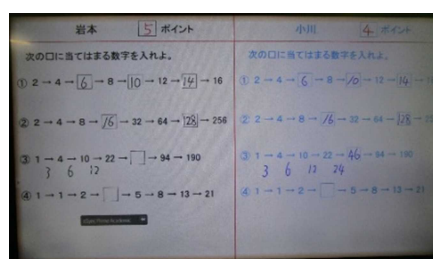 岩本 5 ポイント
次の口に当てはまる数字を入れよ。
① 2→4→6→8→10→12→14→16
② 2→4→8→16→32→64→128→256
③ 1→4→10→22→□→94→190
3 6 12
④ 1→1→2→□→5→8→13→21
小川 4 ポイント
次の口に当てはまる数字を入れよ。
① 2→4→6→8→10→12→14→
② 2→4→8→16→32→64→128→
③ 1→4→10→22→46→94→190
3 6 12 24
④ 1→1→2→□→5→8→13→21